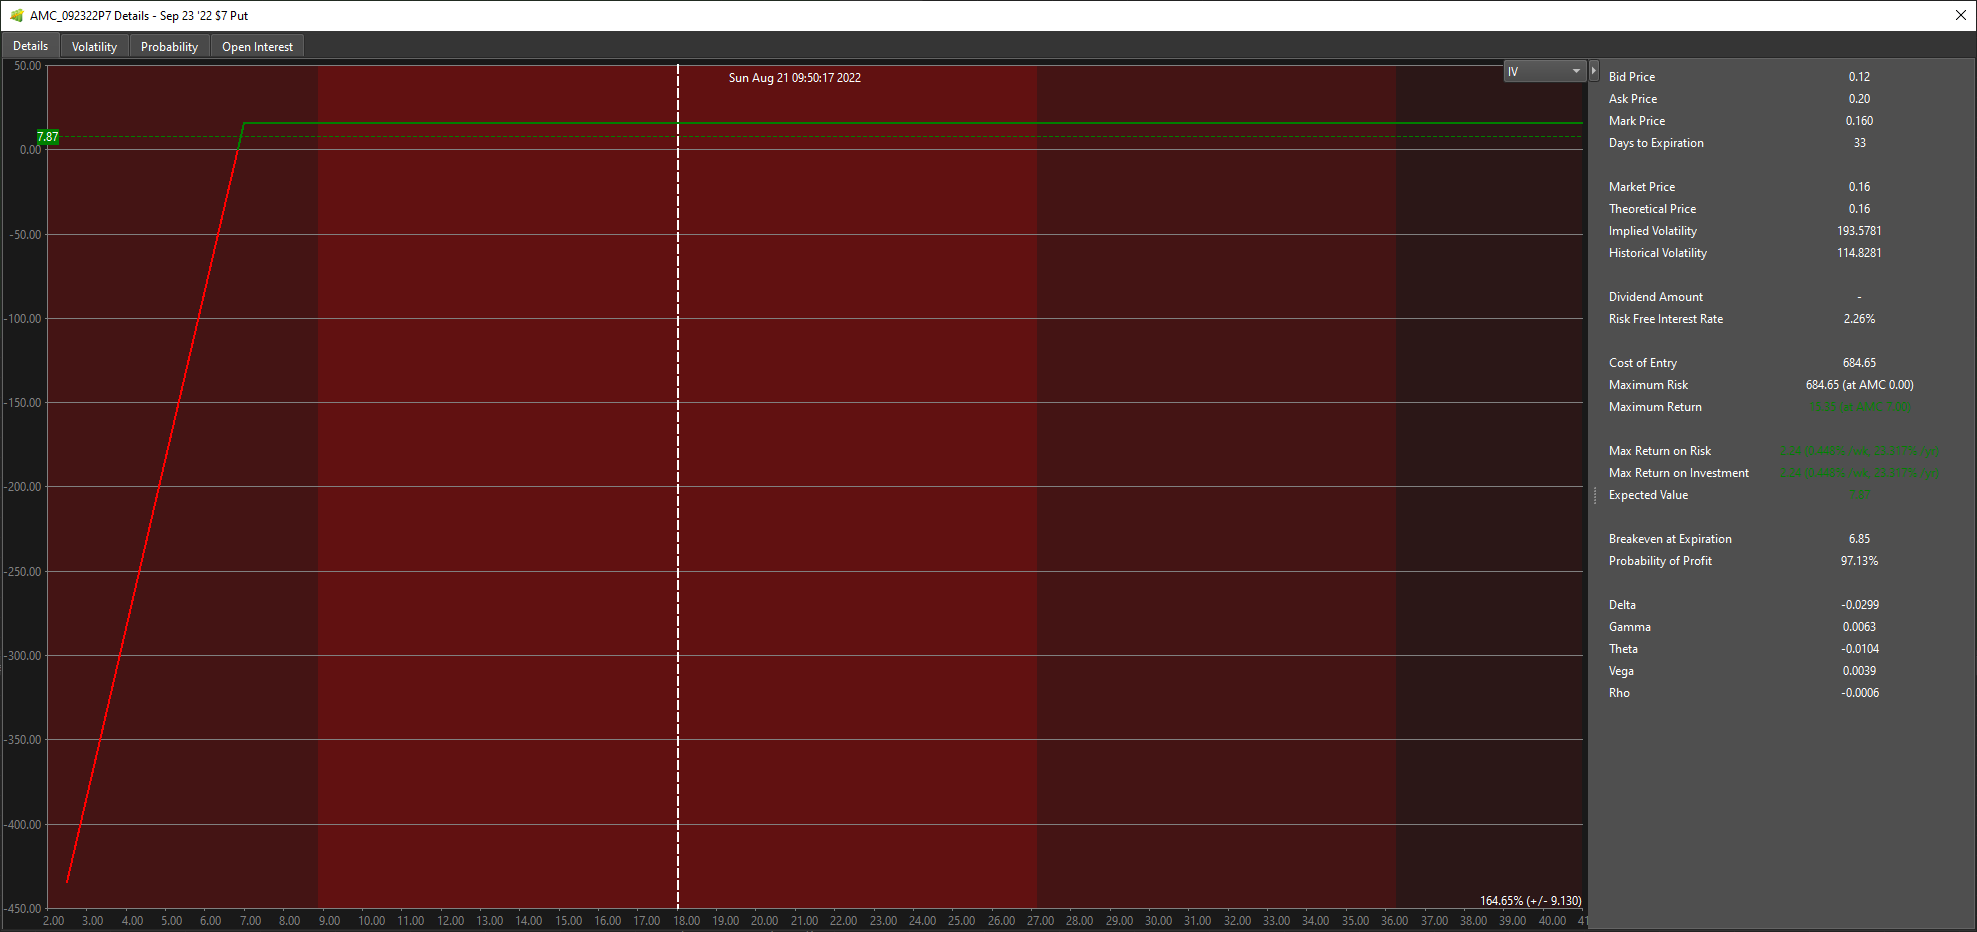 AMC_092322P7 Details - Sep 23 '22 $7 Put
Details Volatility Probability Open Interest
Sun Aug 21 09:50:17 2022
IV
50.00
7.87
0.00
-50.00
-100.00
-150.00
-200.00
-250.00
-300.00
-350.00
-400.00
-450.00
164.65% (+/- 9.130)
2.00 3.00 4.00 5.00 6.00 7.00 8.00 9.00 10.00 11.00 12.00 13.00 14.00 15.00 16.00 17.00 18.00 19.00 20.00 21.00 22.00 23.00 24.00 25.00 26.00 27.00 28.00 29.00 30.00 31.00 32.00 33.00 34.00 35.00 36.00 37.00 38.00 39.00 40.00 41
Bid Price 0.12
Ask Price 0.20
Mark Price 0.160
Days to Expiration 33
Market Price 0.16
Theoretical Price 0.16
Implied Volatility 193.5781
Historical Volatility 114.8281
Dividend Amount -
Risk Free Interest Rate 2.26%
Cost of Entry 684.65
Maximum Risk 684.65 (at AMC 0.00)
Maximum Return 15.35 (at AMC 7.00)
Max Return on Risk
Max Return on Investment
Expected Value 7.87
Breakeven at Expiration 6.85
Probability of Profit 97.13%
Delta -0.0299
Gamma 0.0063
Theta -0.0104
Vega 0.0039
Rho -0.0006